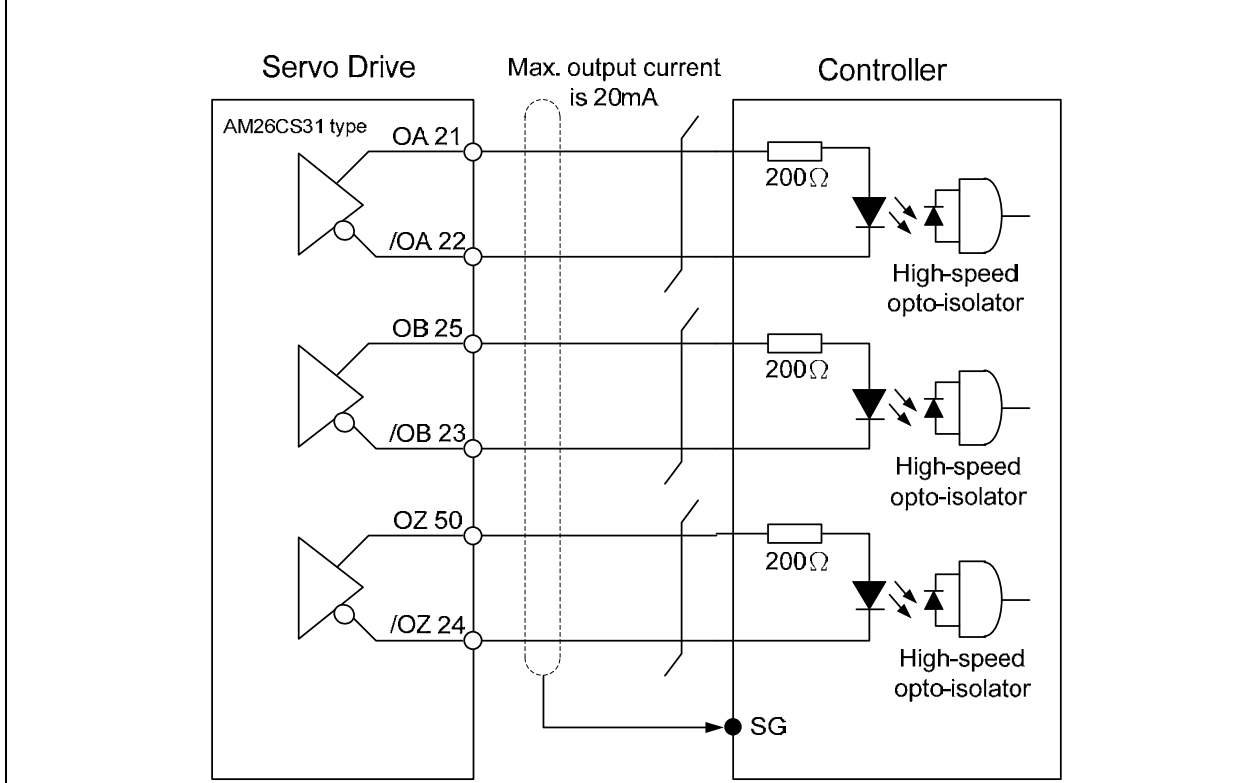 Servo Drive
Max. output current
is 20mA
Controller
AM26CS31 type
OA 21
200Ω
/OA 22
High-speed
opto-isolator
OB 25
200Ω
/OB 23
High-speed
opto-isolator
OZ 50
200Ω
/OZ 24
High-speed
opto-isolator
SG